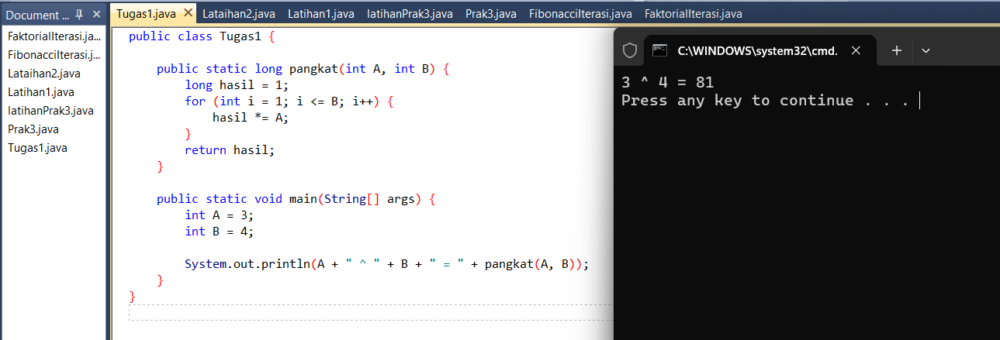 Document ...
FaktorialIterasi.ja...
FibonacciIterasi.j...
Lataihan2.java
Latihan1.java
latihanPrak3.java
Prak3.java
Tugas1.java
Tugas1.java Lataihan2.java Latihan1.java latihanPrak3.java Prak3.java FibonacciIterasi.java FaktorialIterasi.java
public class Tugas1 {
public static long pangkat(int A, int B) {
long hasil = 1;
for (int i = 1; i <= B; i++) {
hasil *= A;
}
return hasil;
}
public static void main(String[] args) {
int A = 3;
int B = 4;
System.out.println(A + " ^ " + B + " = " + pangkat(A, B));
}
}
C:\WINDOWS\system32\cmd.
3 ^ 4 = 81
Press any key to continue . . .